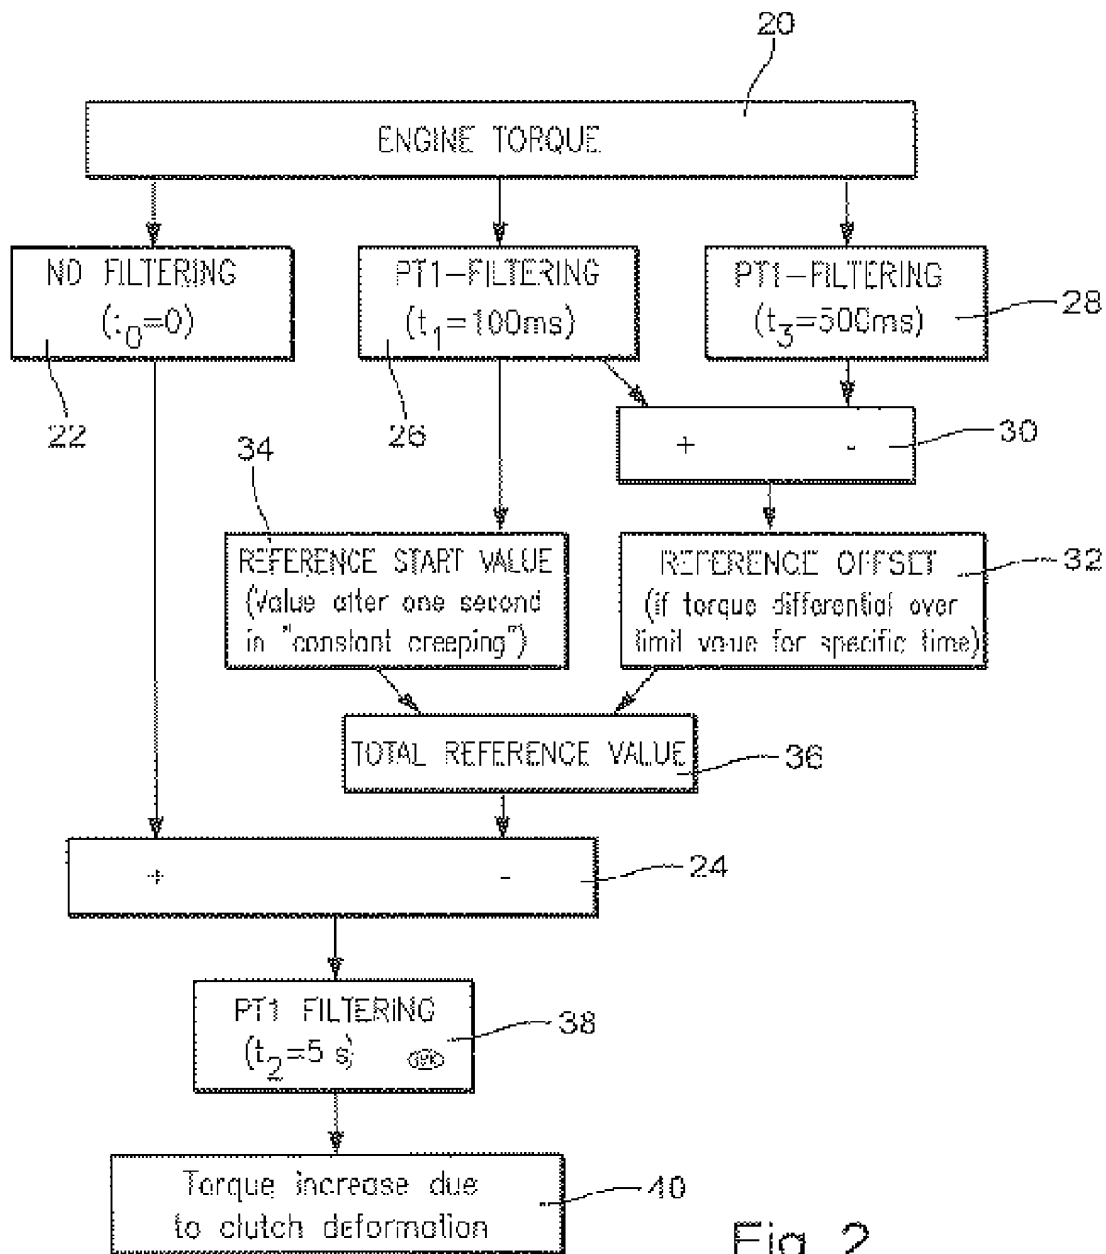 20
ENGINE TORQUE
NO FILTERING
(t0=0)
PT1-FILTERING
(t1=100ms)
PT1-FILTERING
(t3=500ms)
28
22
26
+ -
30
34
REFERENCE START VALUE
(Value after one second
in "constant creeping")
REFERENCE OFFSET
(if torque differential over
limit value for specific time)
32
TOTAL REFERENCE VALUE
36
+ -
24
PT1 FILTERING
(t2=5 s)
38
Torque increase due
to clutch deformation
40
Fig. 2